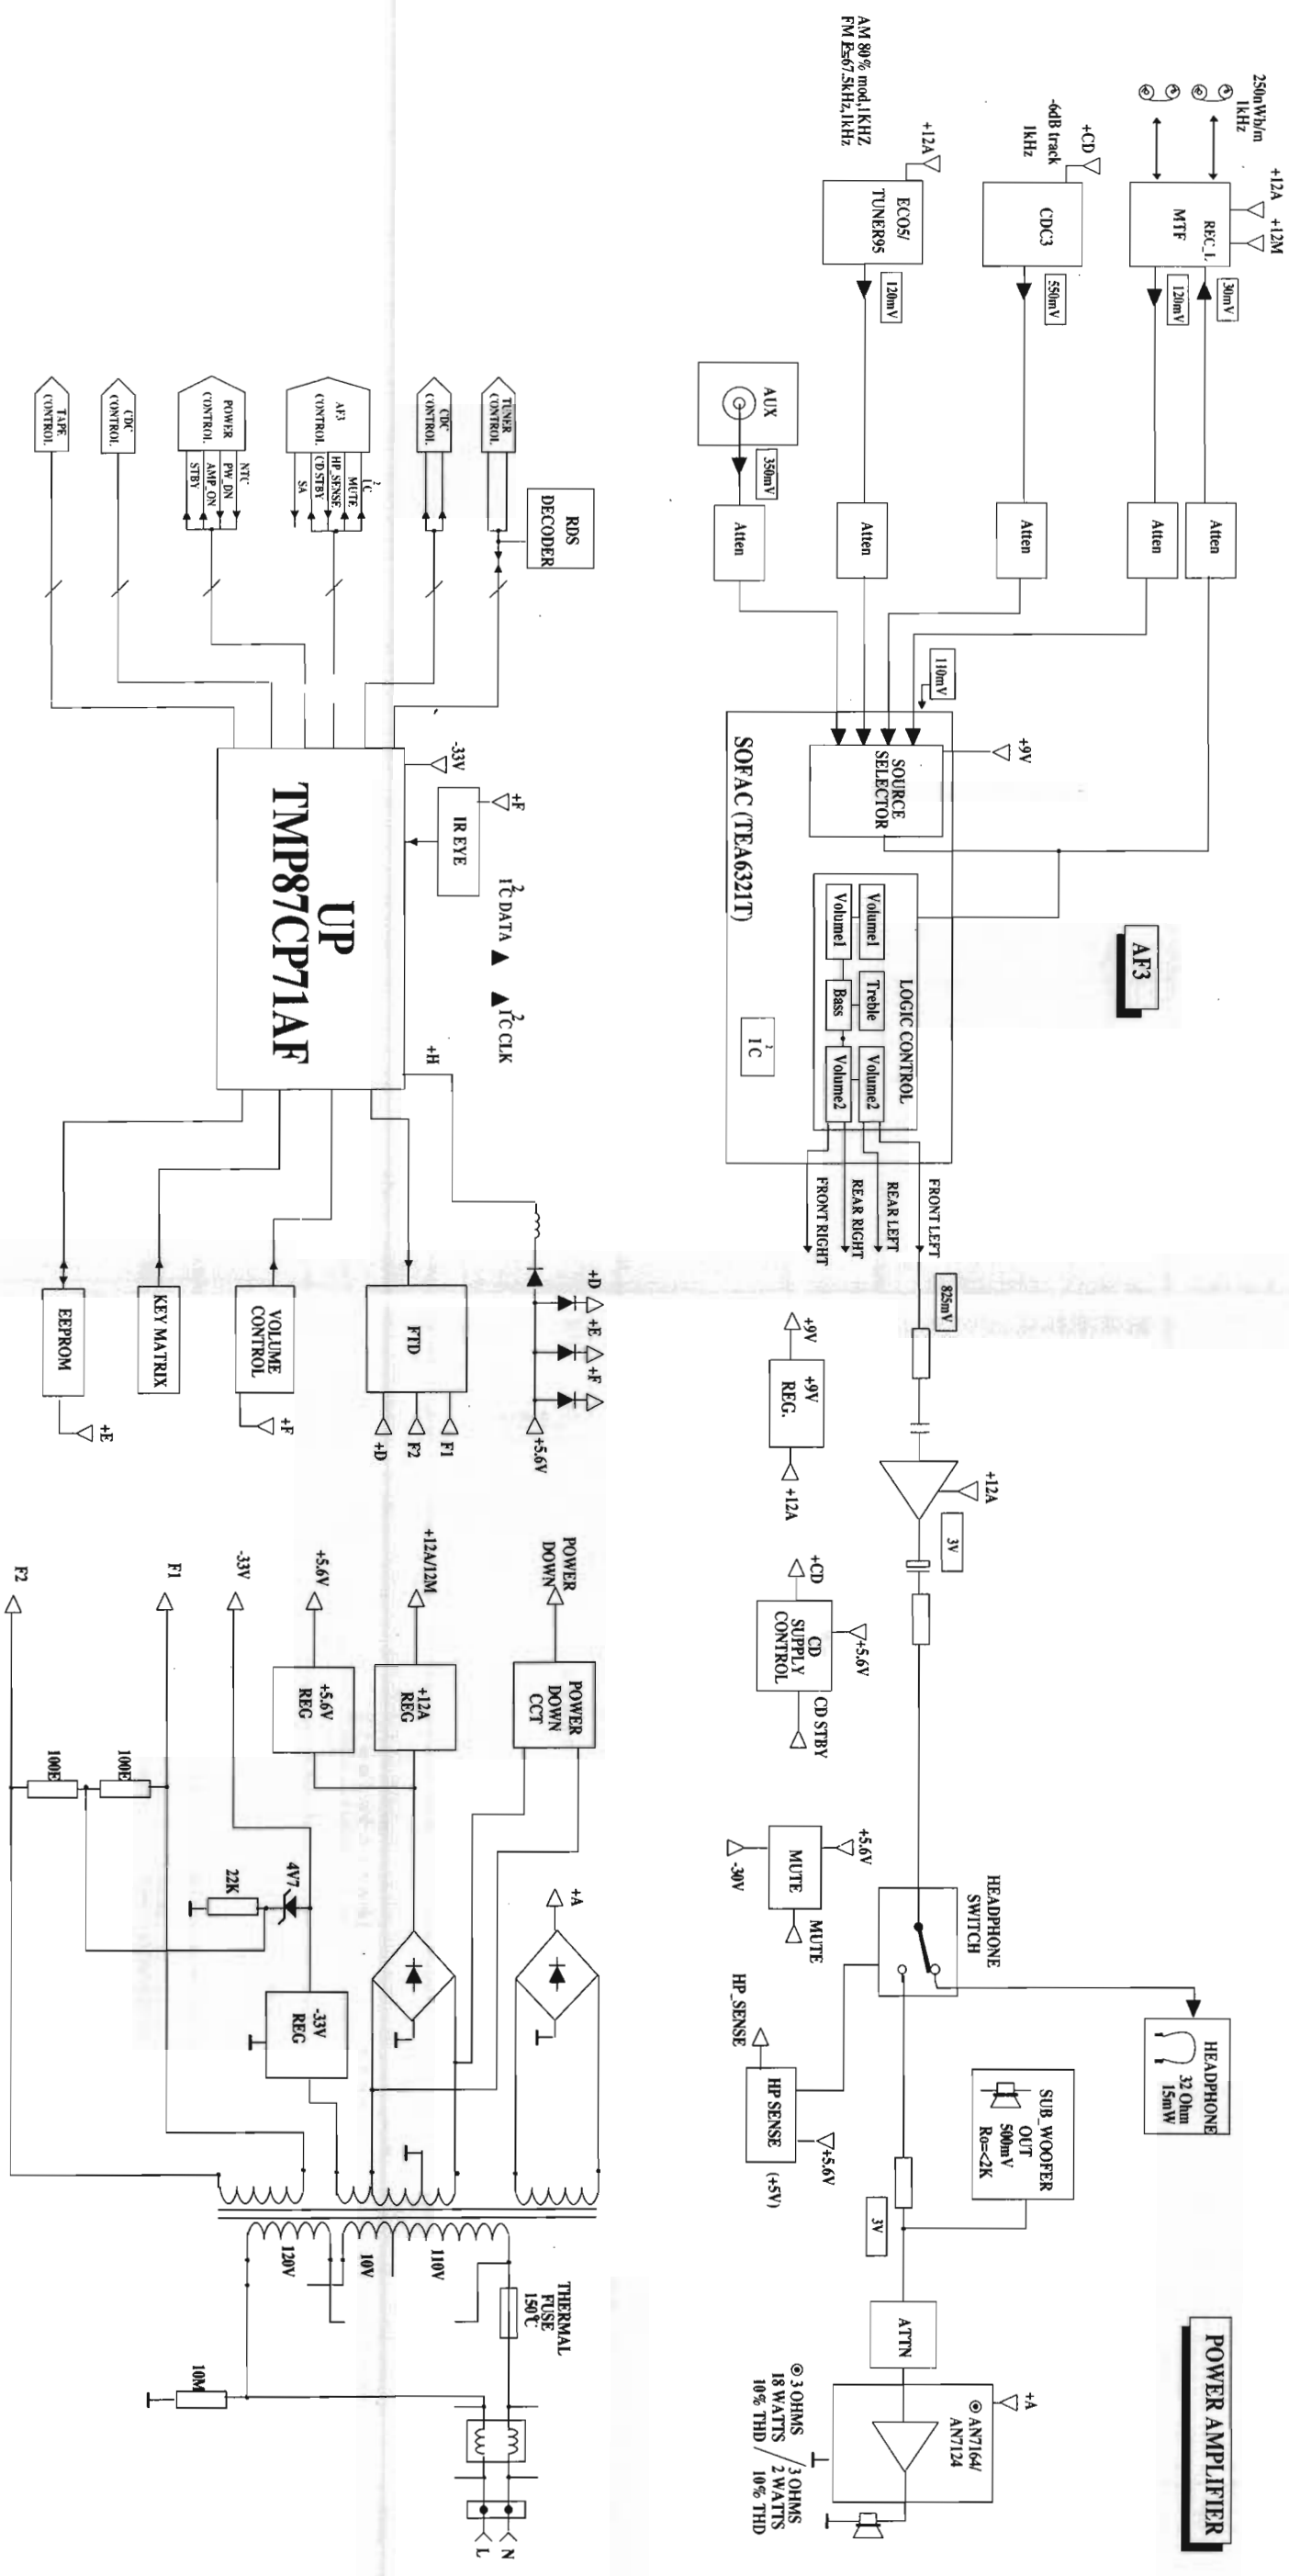 250nWb/m
1kHz
+12A
+12M
REC_L
MTF
30mV
120mV
Atten
Atten
+CD
-6dB track
1kHz
CDC3
550mV
Atten
AM 80% mod,1KHZ
+12A
ECO5/
TUNER95
120mV
Atten
AUX
350mV
Atten
110mV
+9V
SOURCE
SELECTOR
SOFAC (TEA6321T)
LOGIC CONTROL
Volume1
Treble
Volume2
Volume1
Bass
Volume2
I²C
AF3
FRONT LEFT
REAR LEFT
REAR RIGHT
FRONT RIGHT
825mV
+12A
3V
+9V
+9V
REG.
+12A
+CD
+5.6V
CD
SUPPLY
CONTROL
CD STBY
+5.6V
MUTE
-30V
MUTE
HEADPHONE
SWITCH
HEADPHONE
32 Ohm
15mW
HP_SENSE
HP SENSE
+5.6V
(+5V)
SUB_WOOFER
OUT
500mV
Ro=<2K
3V
ATTN
POWER AMPLIFIER
+A
AN7164/
AN7124
3 OHMS
18 WATTS
10% THD
/
3 OHMS
2 WATTS
10% THD
TUNER
CONTROL
RDS
DECODER
CDC
CONTROL
AF3
CONTROL
I²C
MUTE
HP_SENSE
CD STBY
SA
POWER
CONTROL
NTC
PW_DN
AMP_ON
STBY
CDC
CONTROL
TAPE
CONTROL
-33V
+F
IR EYE
I²C DATA
I²C CLK
+H
UP
TMP87CP71AF
+D
+E
+F
+5.6V
FTD
F1
F2
+D
VOLUME
CONTROL
+F
KEY MATRIX
EEPROM
+E
POWER
DOWN
POWER
DOWN
CCT
+12A/12M
+12A
REG
+5.6V
+5.6V
REG
-33V
F1
F2
100E
100E
4V7
22K
-33V
REG
+A
110V
10V
120V
THERMAL
FUSE
150°C
10M
N
L